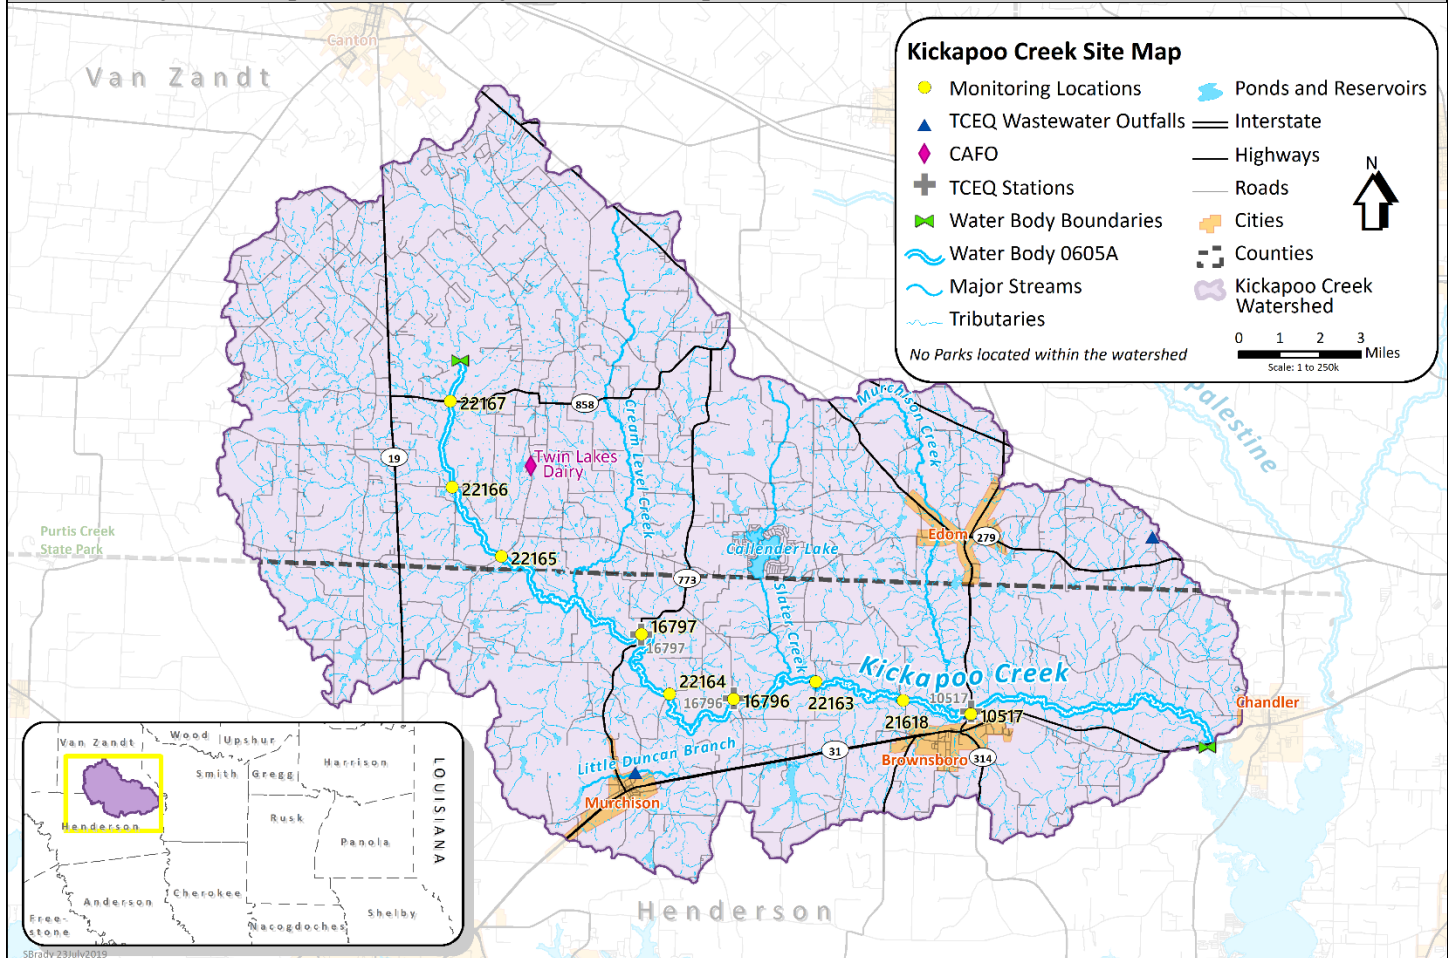 Canton
Van Zandt
Kickapoo Creek Site Map
Monitoring Locations
TCEQ Wastewater Outfalls
CAFO
TCEQ Stations
Water Body Boundaries
Water Body 0605A
Major Streams
Tributaries
No Parks located within the watershed
Ponds and Reservoirs
Interstate
Highways
Roads
Cities
Counties
Kickapoo Creek
Watershed
N
0 1 2 3
Miles
Scale: 1 to 250k
Palestine
Murchison Creek
22167
858
Cream Level Creek
19
Twin Lakes
Dairy
22166
Purtis Creek
State Park
22165
Callender Lake
Edom
279
773
Slater Creek
16797
16797
Kickapoo Creek
22164
16796
16796
22163
21618
10517
10517
Chandler
Little Duncan Branch
31
Brownsboro
314
Murchison
Henderson
Van Zandt
Wood
Upshur
Smith
Gregg
Harrison
LOUISIANA
Henderson
Rusk
Panola
Anderson
Cherokee
Shelby
Free-
stone
Nacogdoches
SBrady 23July2019